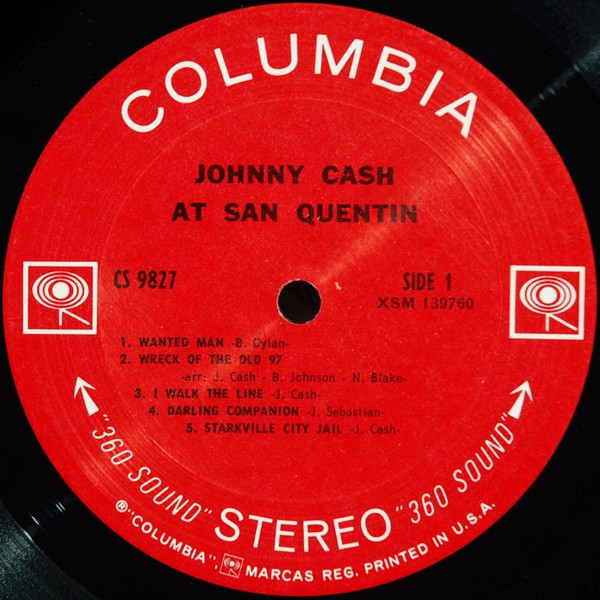 COLUMBIA
JOHNNY CASH
AT SAN QUENTIN
CS 9827
SIDE 1
XSM 139760
1. WANTED MAN -B. Dylan-
2. WRECK OF THE OLD 97
-arr: J. Cash - B. Johnson - N. Blake-
3. I WALK THE LINE -J. Cash-
4. DARLING COMPANION -J. Sebastian-
5. STARKVILLE CITY JAIL -J. Cash-
"360 SOUND" STEREO "360 SOUND"
®"COLUMBIA", MARCAS REG. PRINTED IN U.S.A.